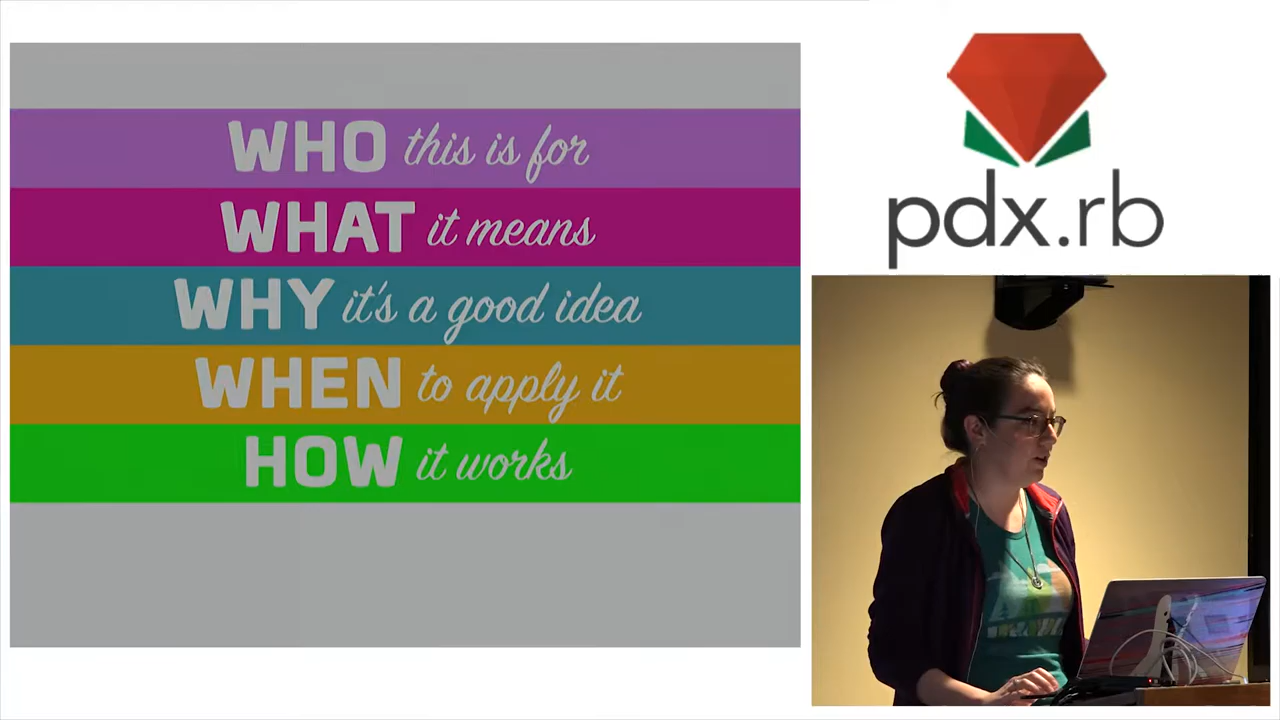 WHO this is for
WHAT it means
WHY it's a good idea
WHEN to apply it
HOW it works
pdx.rb